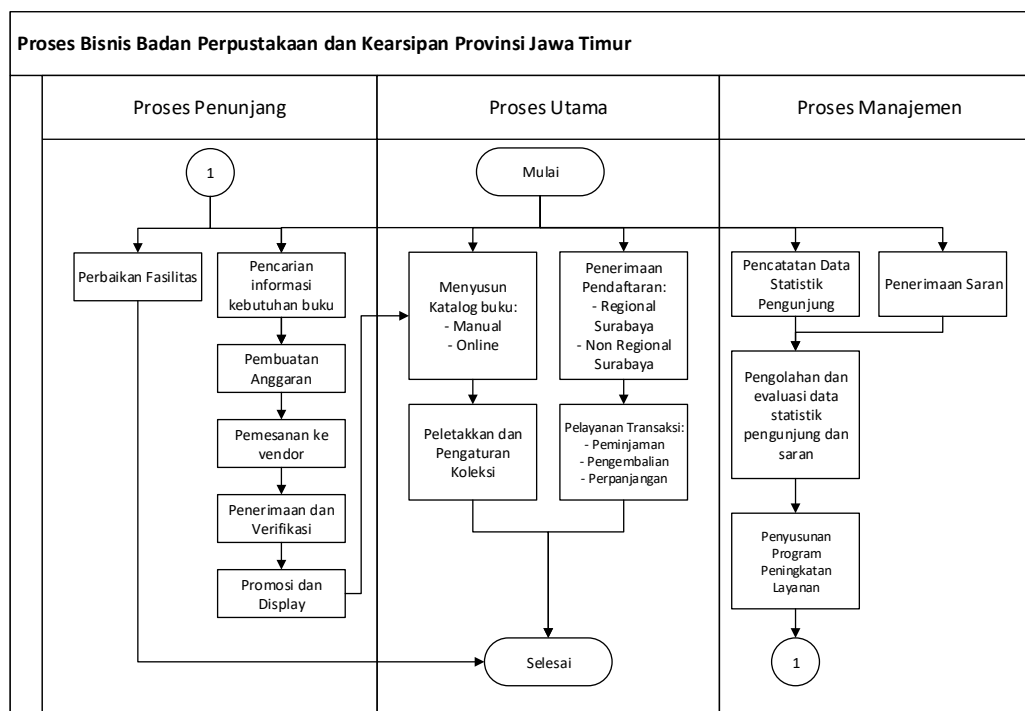 Proses Bisnis Badan Perpustakaan dan Kearsipan Provinsi Jawa Timur
Proses Penunjang
Proses Utama
Proses Manajemen
1
Mulai
Perbaikan Fasilitas
Pencarian
informasi
kebutuhan buku
Menyusun
Katalog buku:
- Manual
- Online
Penerimaan
Pendaftaran:
- Regional
Surabaya
- Non Regional
Surabaya
Pencatatan Data
Statistik
Pengunjung
Penerimaan Saran
Pembuatan
Anggaran
Pengolahan dan
evaluasi data
statistik
pengunjung dan
saran
Pemesanan ke
vendor
Peletakkan dan
Pengaturan
Koleksi
Pelayanan Transaksi:
- Peminjaman
- Pengembalian
- Perpanjangan
Penerimaan dan
Verifikasi
Penyusunan
Program
Peningkatan
Layanan
Promosi dan
Display
Selesai
1